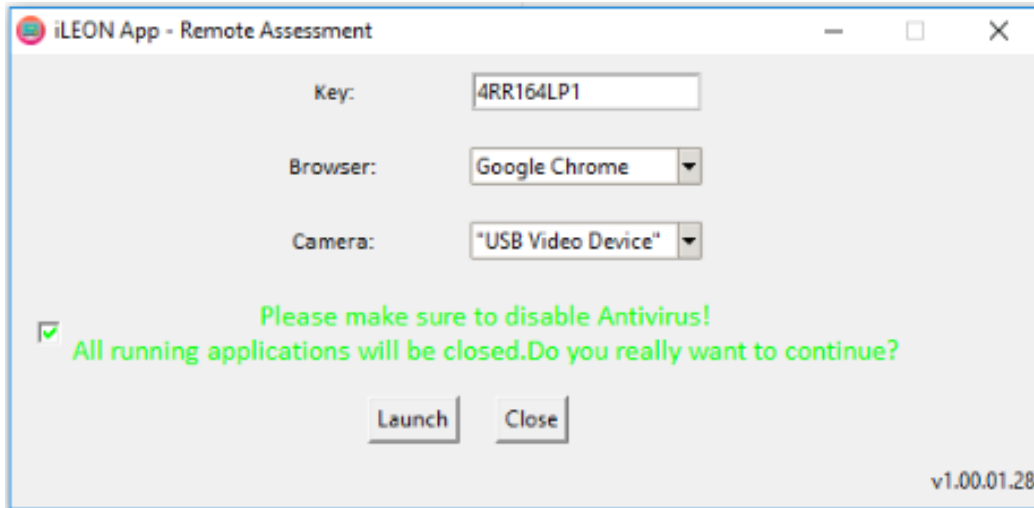 iLEON App - Remote Assessment
Key: 4RR164LP1
Browser: Google Chrome
Camera: "USB Video Device"
Please make sure to disable Antivirus!
All running applications will be closed.Do you really want to continue?
Launch Close
v1.00.01.28